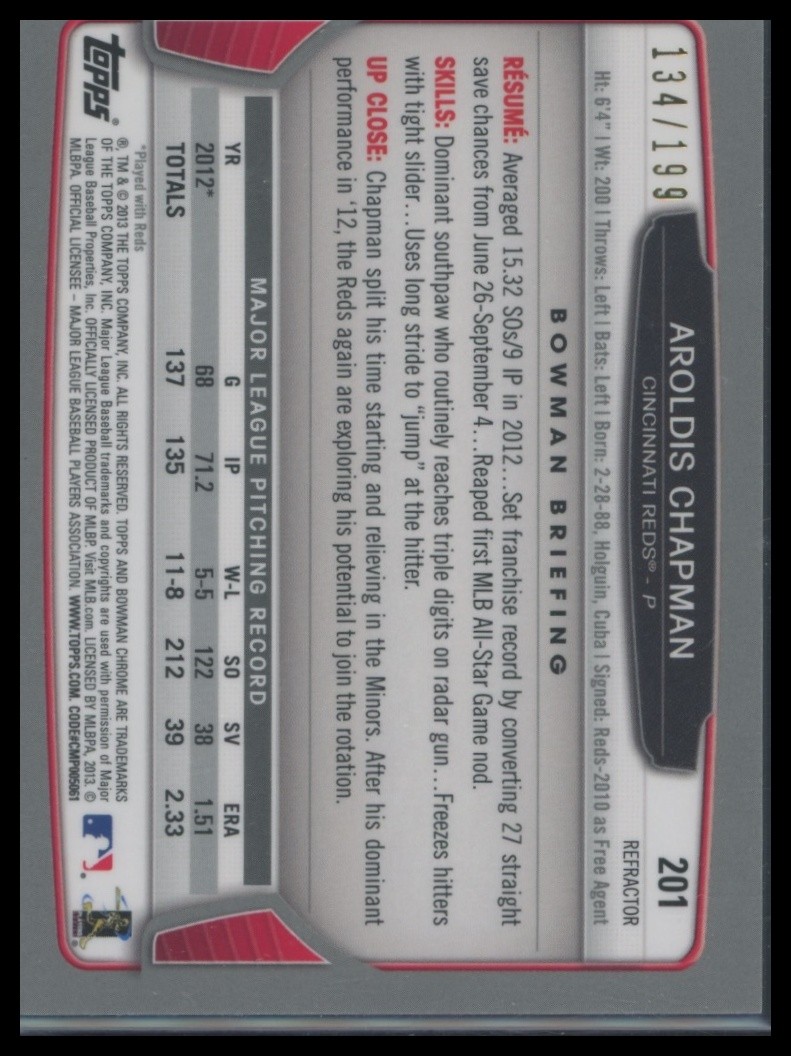 134/199
AROLDIS CHAPMAN
CINCINNATI REDS® - P
201
REFRACTOR
Ht: 6'4" | Wt: 200 | Throws: Left | Bats: Left | Born: 2-28-88, Holguin, Cuba | Signed: Reds-2010 as Free Agent
BOWMAN BRIEFING
RÉSUMÉ: Averaged 15.32 SOs/9 IP in 2012...Set franchise record by converting 27 straight
save chances from June 26-September 4...Reaped first MLB All-Star Game nod.
SKILLS: Dominant southpaw who routinely reaches triple digits on radar gun...Freezes hitters
with tight slider...Uses long stride to "jump" at the hitter.
UP CLOSE: Chapman split his time starting and relieving in the Minors. After his dominant
performance in '12, the Reds again are exploring his potential to join the rotation.
MAJOR LEAGUE PITCHING RECORD
YR G IP W-L SO SV ERA
2012* 68 71.2 5-5 122 38 1.51
TOTALS 137 135 11-8 212 39 2.33
*Played with Reds
topps®
®, TM & © 2013 THE TOPPS COMPANY, INC. ALL RIGHTS RESERVED. TOPPS AND BOWMAN CHROME ARE TRADEMARKS
OF THE TOPPS COMPANY, INC. Major League Baseball trademarks and copyrights are used with permission of Major
League Baseball Properties, Inc. OFFICIALLY LICENSED PRODUCT OF MLBP. Visit MLB.com. LICENSED BY MLBPA, 2013. ©
MLBPA. OFFICIAL LICENSEE – MAJOR LEAGUE BASEBALL PLAYERS ASSOCIATION. WWW.TOPPS.COM. CODE#CMP005061